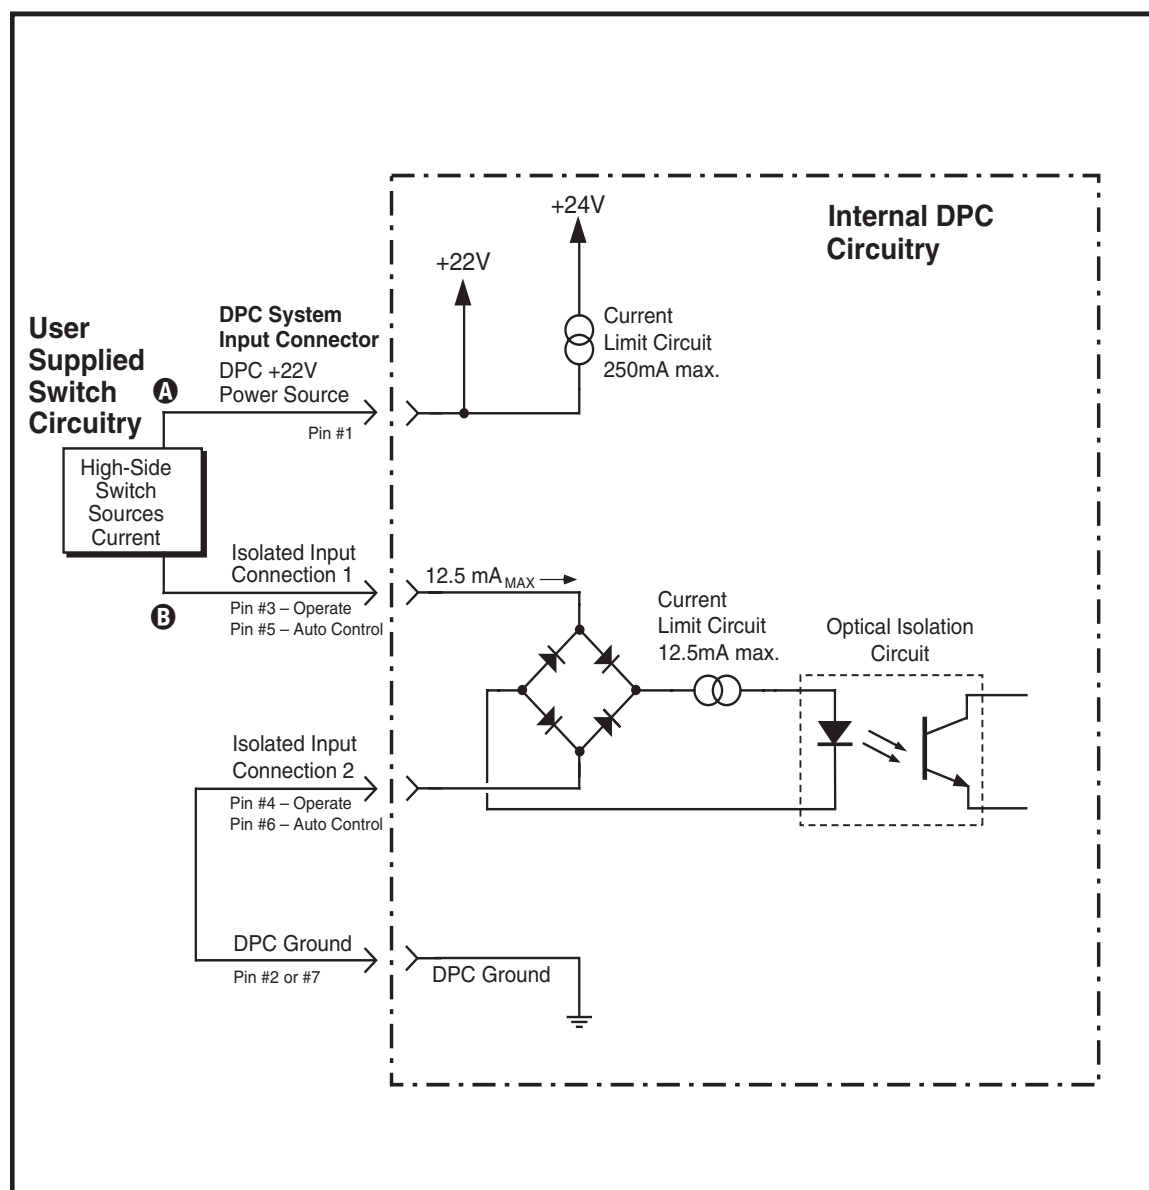 +24V
Internal DPC
Circuitry
+22V
DPC System
Input Connector
User
Supplied
Switch
Circuitry
A
DPC +22V
Power Source
Pin #1
Current
Limit Circuit
250mA max.
High-Side
Switch
Sources
Current
B
Isolated Input
Connection 1
Pin #3 – Operate
Pin #5 – Auto Control
12.5 mAMAX
Current
Limit Circuit
12.5mA max.
Optical Isolation
Circuit
Isolated Input
Connection 2
Pin #4 – Operate
Pin #6 – Auto Control
DPC Ground
Pin #2 or #7
DPC Ground